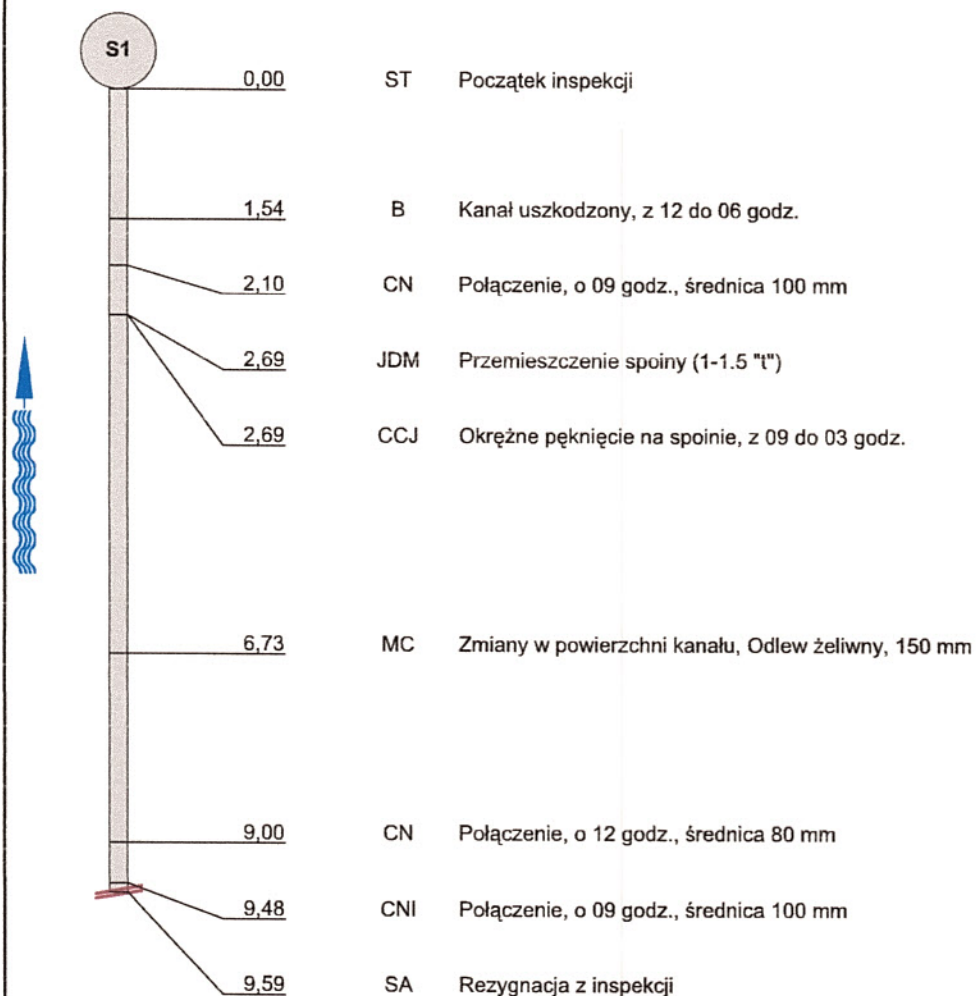 S1
0,00 ST Początek inspekcji
1,54 B Kanał uszkodzony, z 12 do 06 godz.
2,10 CN Połączenie, o 09 godz., średnica 100 mm
2,69 JDM Przemieszczenie spoiny (1-1.5 "t")
2,69 CCJ Okrężne pęknięcie na spoinie, z 09 do 03 godz.
6,73 MC Zmiany w powierzchni kanału, Odlew żeliwny, 150 mm
9,00 CN Połączenie, o 12 godz., średnica 80 mm
9,48 CNI Połączenie, o 09 godz., średnica 100 mm
9,59 SA Rezygnacja z inspekcji